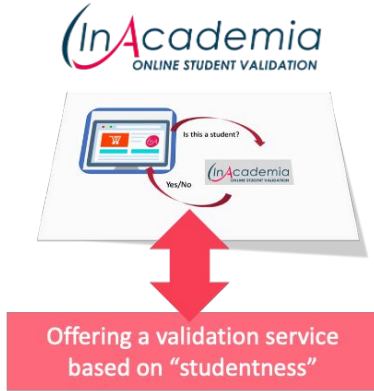 (InAcademia
ONLINE STUDENT VALIDATION
Is this a student?
InAcademia
ONLINE STUDENT VALIDATION
Yes/No
Offering a validation service
based on “studentness”